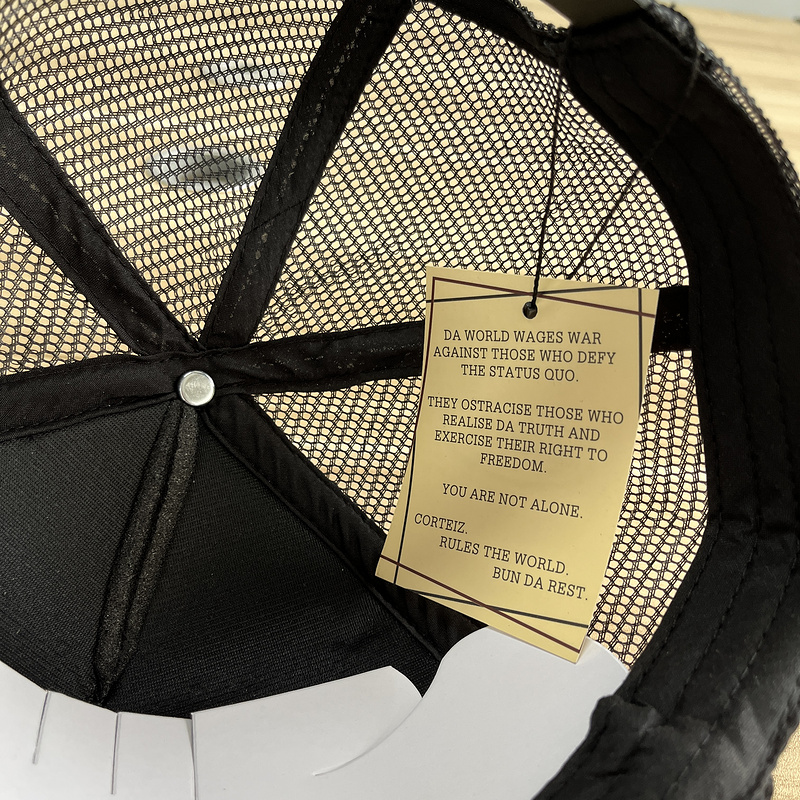 DA WORLD WAGES WAR
AGAINST THOSE WHO DEFY
THE STATUS QUO.
THEY OSTRACISE THOSE WHO
REALISE DA TRUTH AND
EXERCISE THEIR RIGHT TO
FREEDOM.
YOU ARE NOT ALONE.
CORTEIZ.
RULES THE WORLD.
BUN DA REST.